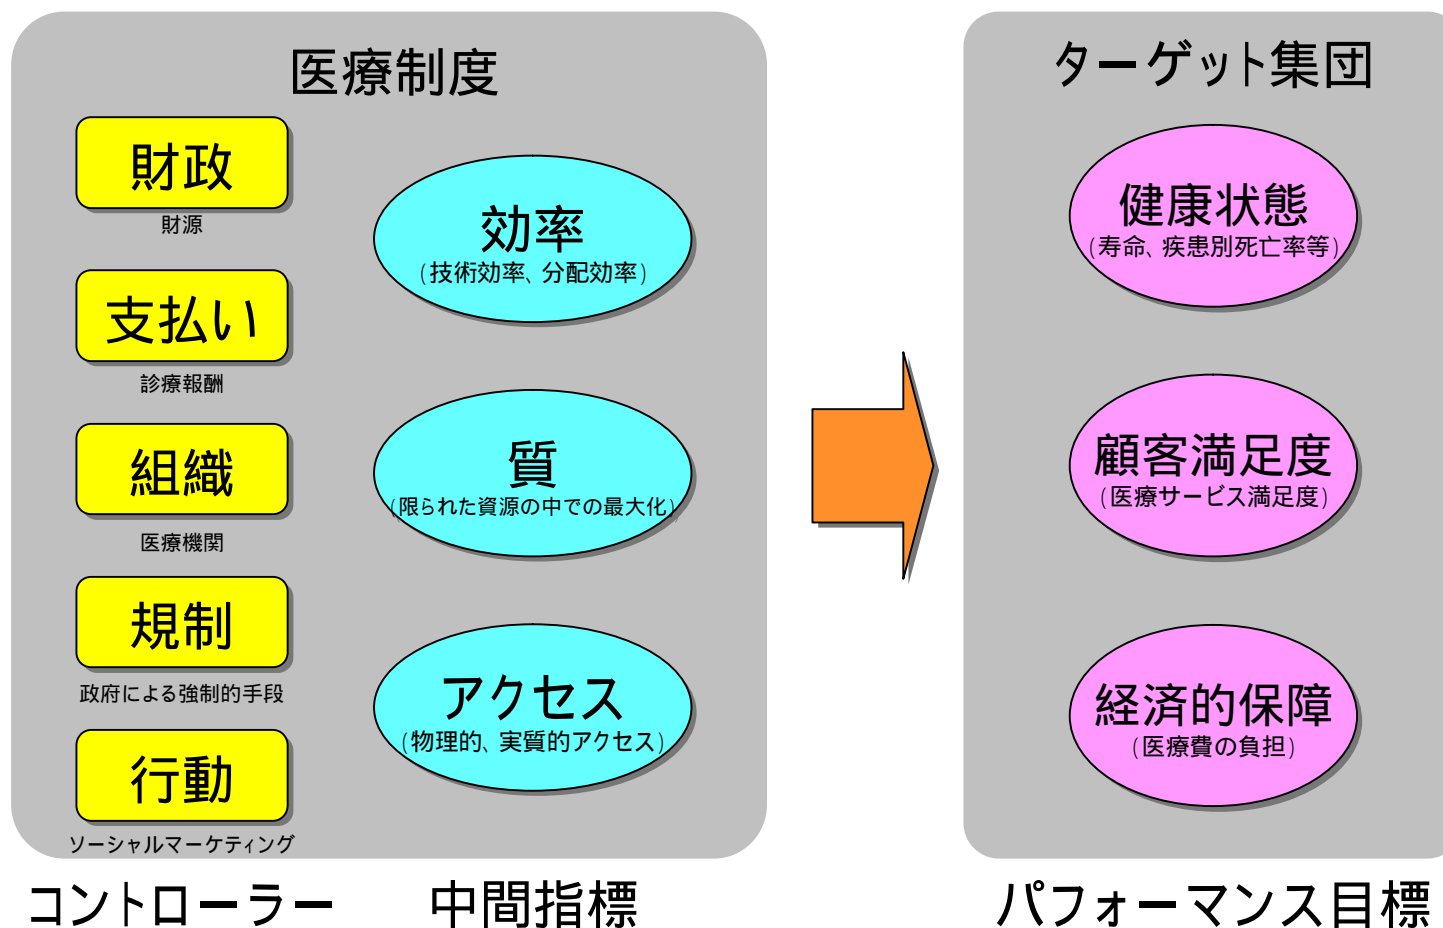 医療制度
財政
財源
支払い
診療報酬
組織
医療機関
規制
政府による強制的手段
行動
ソーシャルマーケティング
効率
(技術効率、分配効率)
質
(限られた資源の中での最大化)
アクセス
(物理的、実質的アクセス)
コントローラー
中間指標
ターゲット集団
健康状態
(寿命、疾患別死亡率等)
顧客満足度
(医療サービス満足度)
経済的保障
(医療費の負担)
パフォーマンス目標